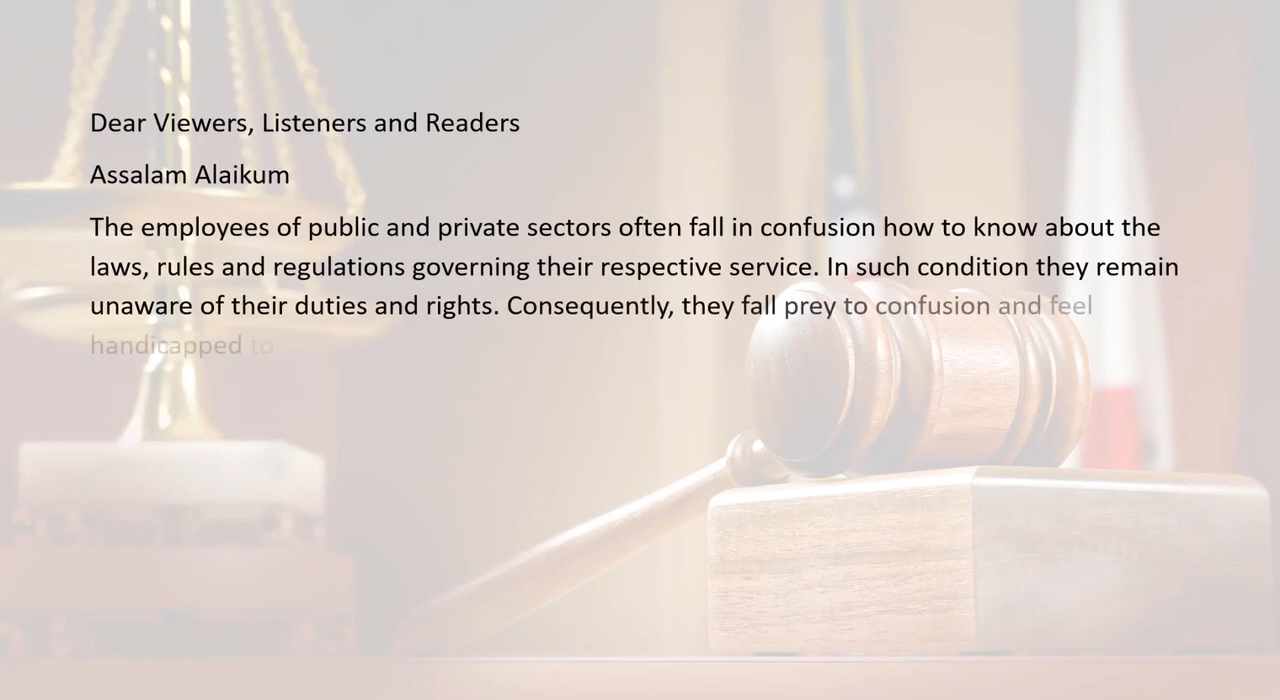 Dear Viewers, Listeners and Readers
Assalam Alaikum
The employees of public and private sectors often fall in confusion how to know about the
laws, rules and regulations governing their respective service. In such condition they remain
unaware of their duties and rights. Consequently, they fall prey to confusion and feel
handicapped to